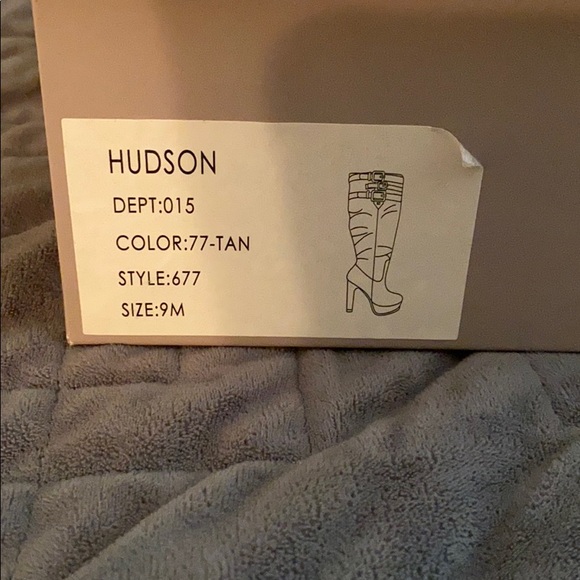 HUDSON
DEPT:015
COLOR:77-TAN
STYLE:677
SIZE:9M